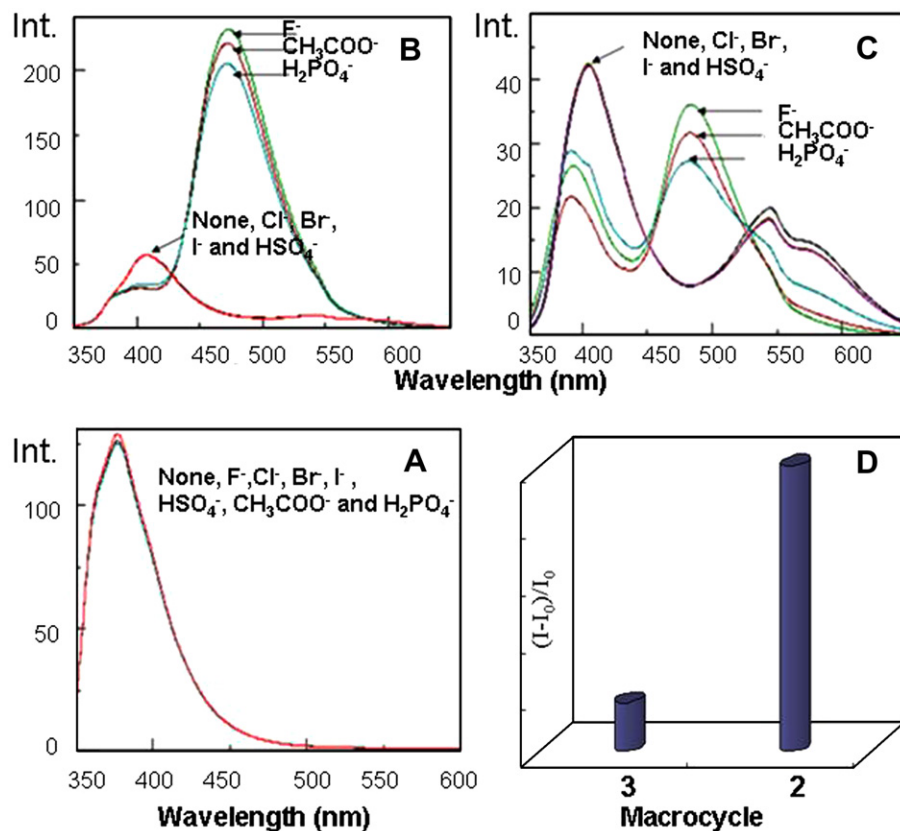 Int.
B
F⁻
CH₃COO⁻
H₂PO₄⁻
200
150
100
50
0
None, Cl⁻, Br⁻,
I⁻ and HSO₄⁻
350 400 450 500 550 600
Int.
C
None, Cl⁻, Br⁻,
I⁻ and HSO₄⁻
F⁻
CH₃COO⁻
H₂PO₄⁻
40
30
20
10
0
350 400 450 500 550 600
Wavelength (nm)
Int.
A
None, F⁻,Cl⁻, Br⁻, I⁻,
HSO₄⁻, CH₃COO⁻ and H₂PO₄⁻
100
50
0
350 400 450 500 550 600
Wavelength (nm)
D
(I-I₀)/I₀
3 2
Macrocycle